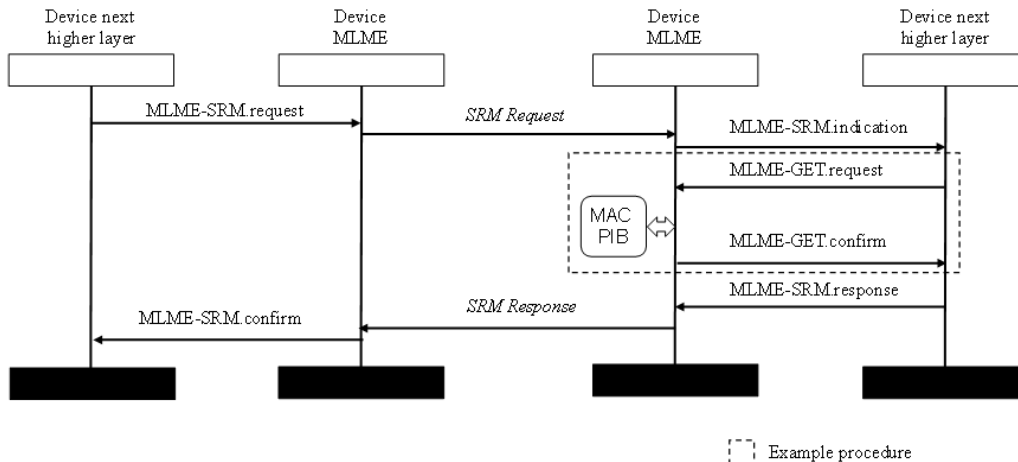 Device next
higher layer
Device
MLME
Device
MLME
Device next
higher layer
MLME-SRM.request
SRM Request
MLME-SRM.indication
MLME-GET.request
MAC
PIB
MLME-GET.confirm
MLME-SRM.response
SRM Response
MLME-SRM.confirm
Example procedure